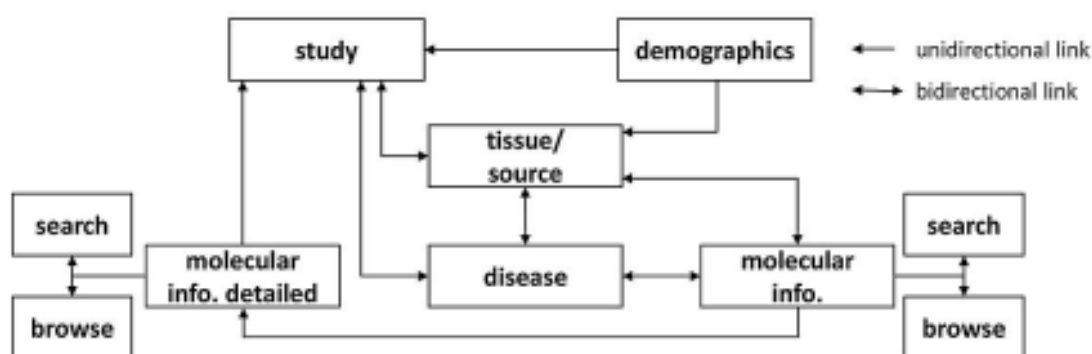 study
demographics
unidirectional link
bidirectional link
tissue/
source
search
search
molecular
info. detailed
disease
molecular
info.
browse
browse